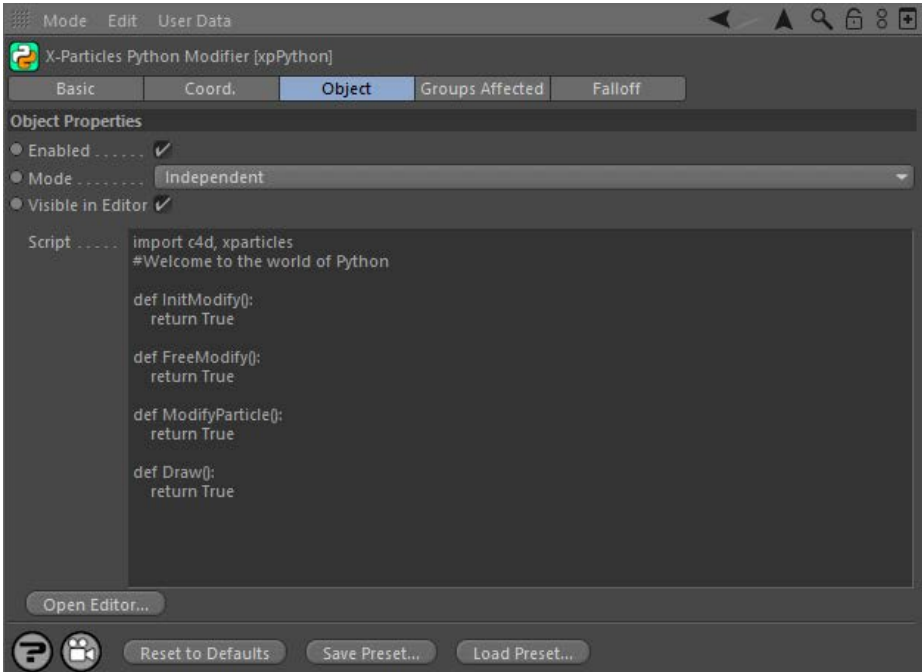 Mode Edit User Data
X-Particles Python Modifier [xpPython]
Basic Coord. Object Groups Affected Falloff
Object Properties
Enabled . . . . . .
Mode . . . . . . . . Independent
Visible in Editor
Script . . . . . import c4d, xparticles
#Welcome to the world of Python
def InitModify():
return True
def FreeModify():
return True
def ModifyParticle():
return True
def Draw():
return True
Open Editor...
? Reset to Defaults Save Preset... Load Preset...